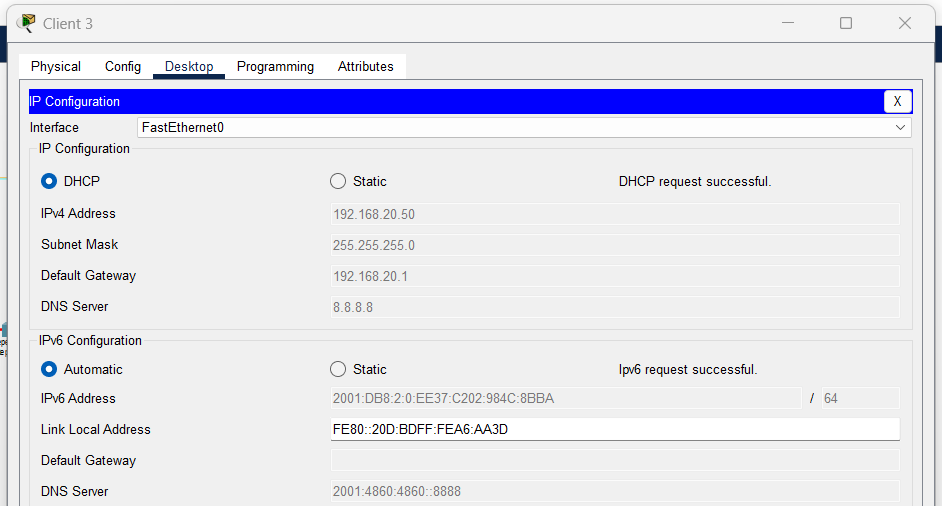 Client 3
Physical Config Desktop Programming Attributes
IP Configuration X
Interface FastEthernet0
IP Configuration
DHCP Static DHCP request successful.
IPv4 Address 192.168.20.50
Subnet Mask 255.255.255.0
Default Gateway 192.168.20.1
DNS Server 8.8.8.8
IPv6 Configuration
Automatic Static Ipv6 request successful.
IPv6 Address 2001:DB8:2:0:EE37:C202:984C:8BBA / 64
Link Local Address FE80::20D:BDFF:FEA6:AA3D
Default Gateway
DNS Server 2001:4860:4860::8888